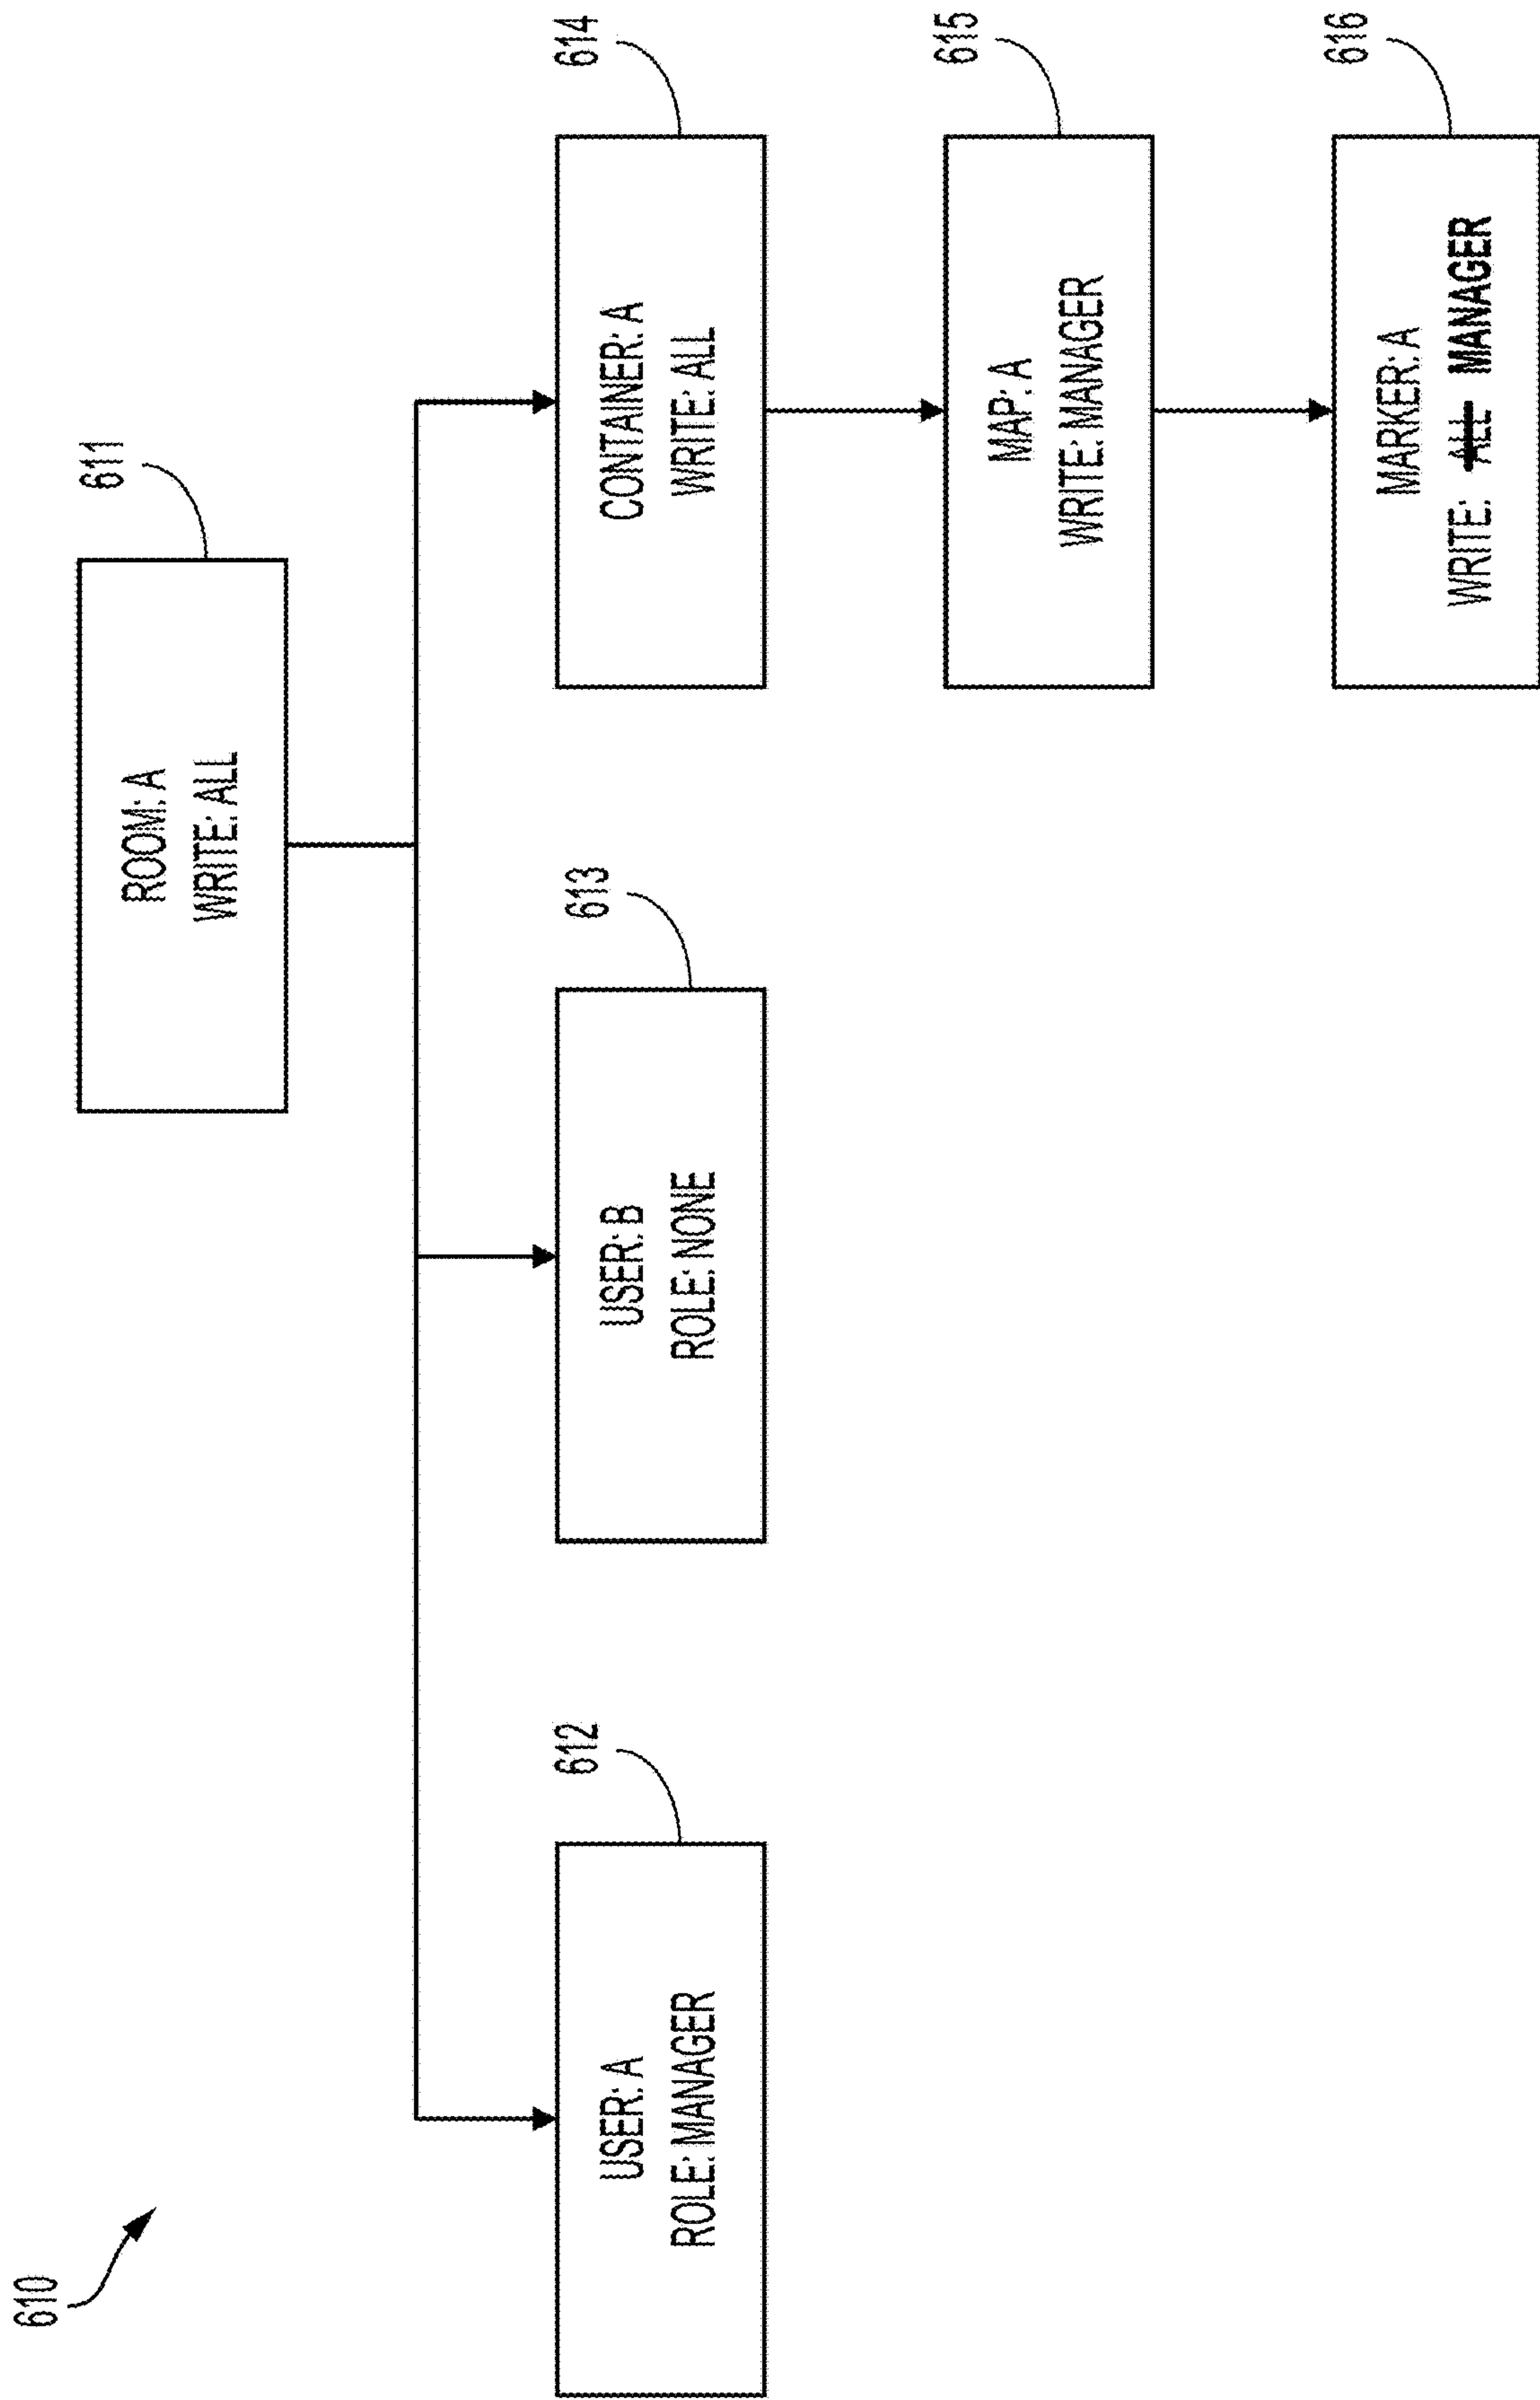 610
611
ROOM: A
WRITE: ALL
612
USER: A
ROLE: MANAGER
613
USER: B
ROLE: NONE
614
CONTAINER: A
WRITE: ALL
615
MAP: A
WRITE: MANAGER
616
MARKER: A
WRITE: ALL MANAGER